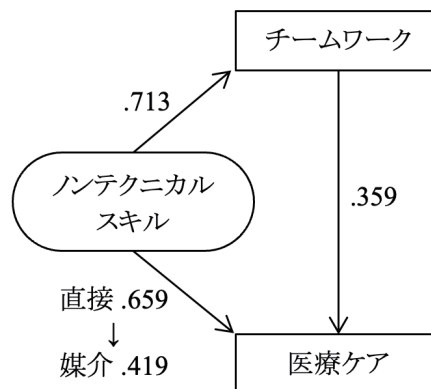 チームワーク
.713
ノンテクニカル
スキル
.359
直接 .659
↓
媒介 .419
医療ケア